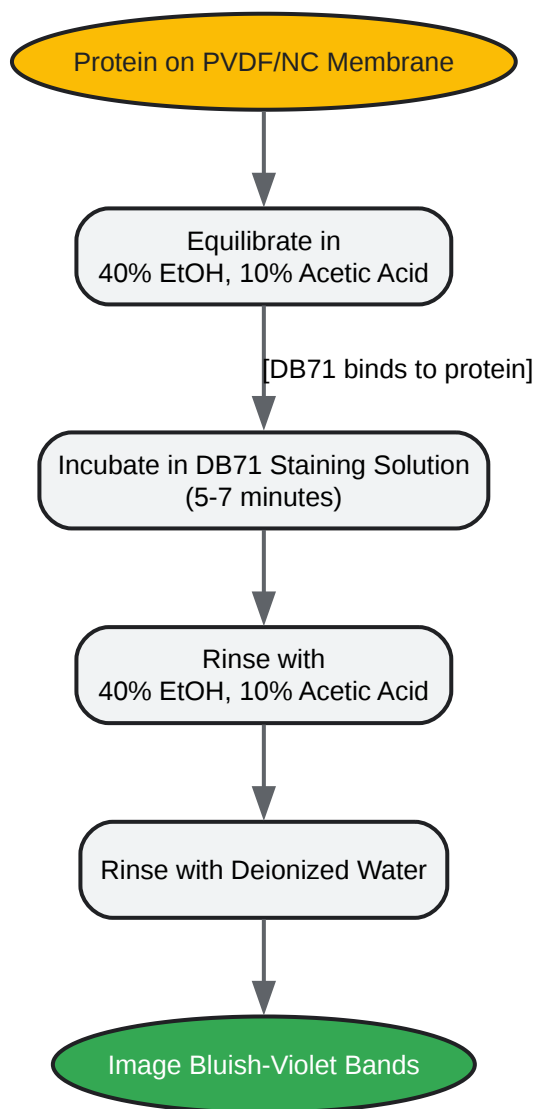 Protein on PVDF/NC Membrane
Equilibrate in
40% EtOH, 10% Acetic Acid
[DB71 binds to protein]
Incubate in DB71 Staining Solution
(5-7 minutes)
Rinse with
40% EtOH, 10% Acetic Acid
Rinse with Deionized Water
Image Bluish-Violet Bands